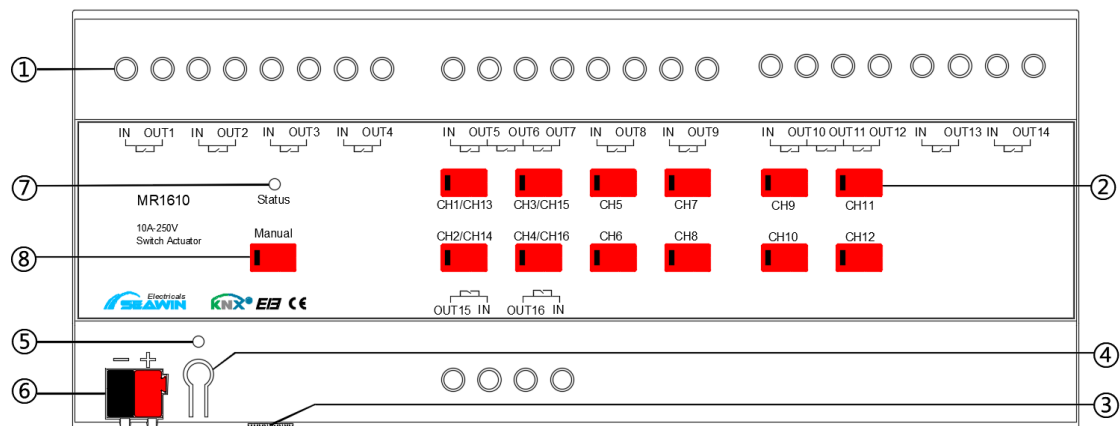 ①
IN OUT1 IN OUT2 IN OUT3 IN OUT4 IN OUT5 OUT6 OUT7 IN OUT8 IN OUT9 IN OUT10 OUT11 OUT12 IN OUT13 IN OUT14
⑦ ②
MR1610 Status CH1/CH13 CH3/CH15 CH5 CH7 CH9 CH11
10A-250V
Switch Actuator
Manual CH2/CH14 CH4/CH16 CH6 CH8 CH10 CH12
⑧
Electricals
SEAWIN KNX EIB CE
OUT15 IN OUT16 IN
⑤
− +
④
⑥
③